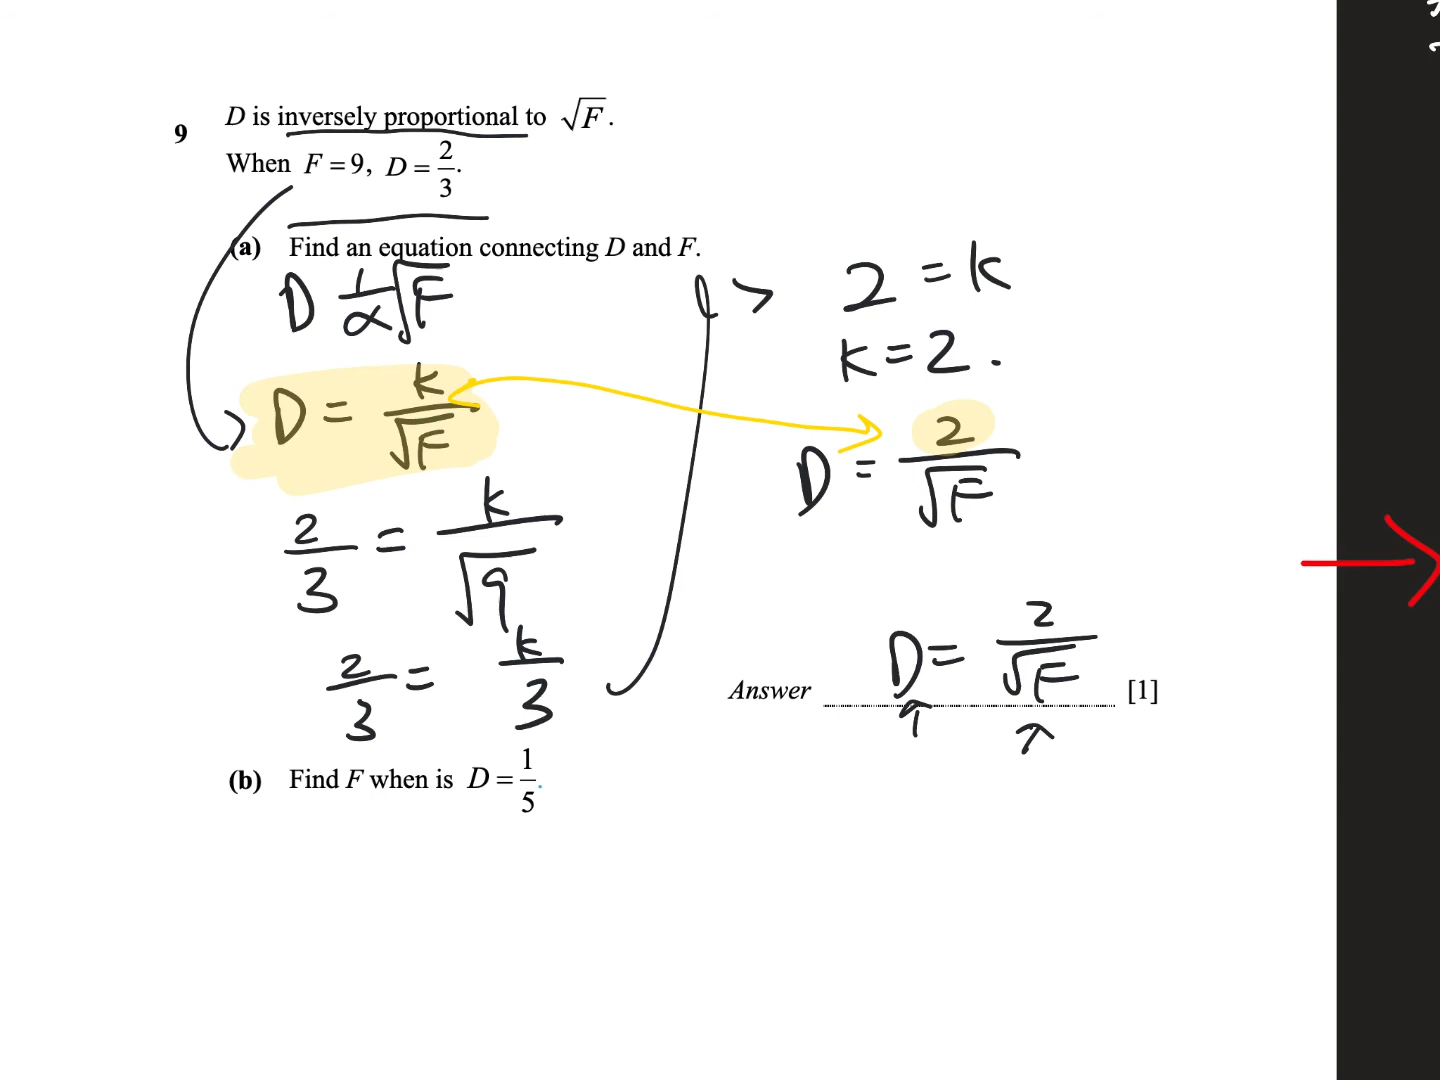 9 D is inversely proportional to √F.
When F = 9, D = 2/3.
(a) Find an equation connecting D and F.
D 1/α √F
D = k/√F
2/3 = k/√9
2/3 = k/3
2 = k
k = 2.
D = 2/√F
Answer D = 2/√F [1]
(b) Find F when is D = 1/5.